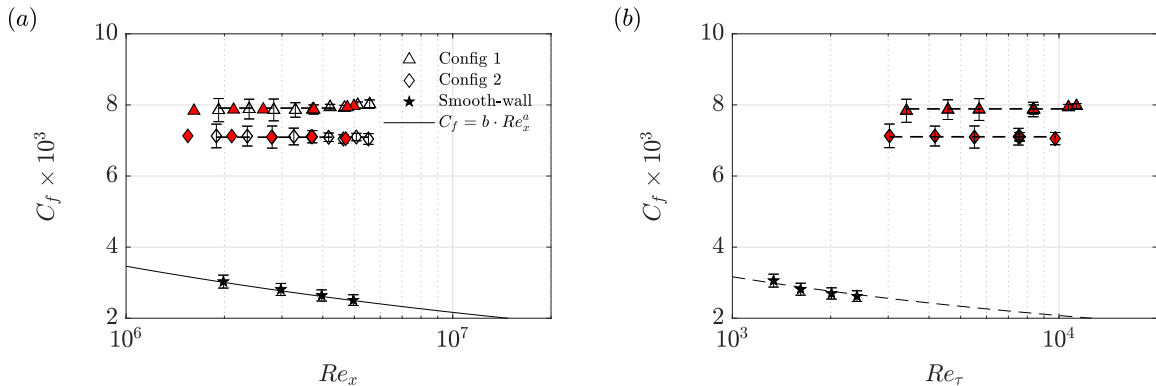 (a)
10
8
6
4
2
C_f × 10^3
10^6
10^7
Re_x
Config 1
Config 2
Smooth-wall
C_f = b · Re_x^a
(b)
10
8
6
4
2
C_f × 10^3
10^3
10^4
Re_τ